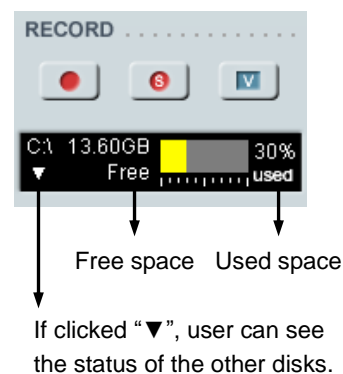 RECORD ..............
S V
C:\ 13.60GB 30%
▼ Free used
Free space Used space
If clicked “▼”, user can see
the status of the other disks.